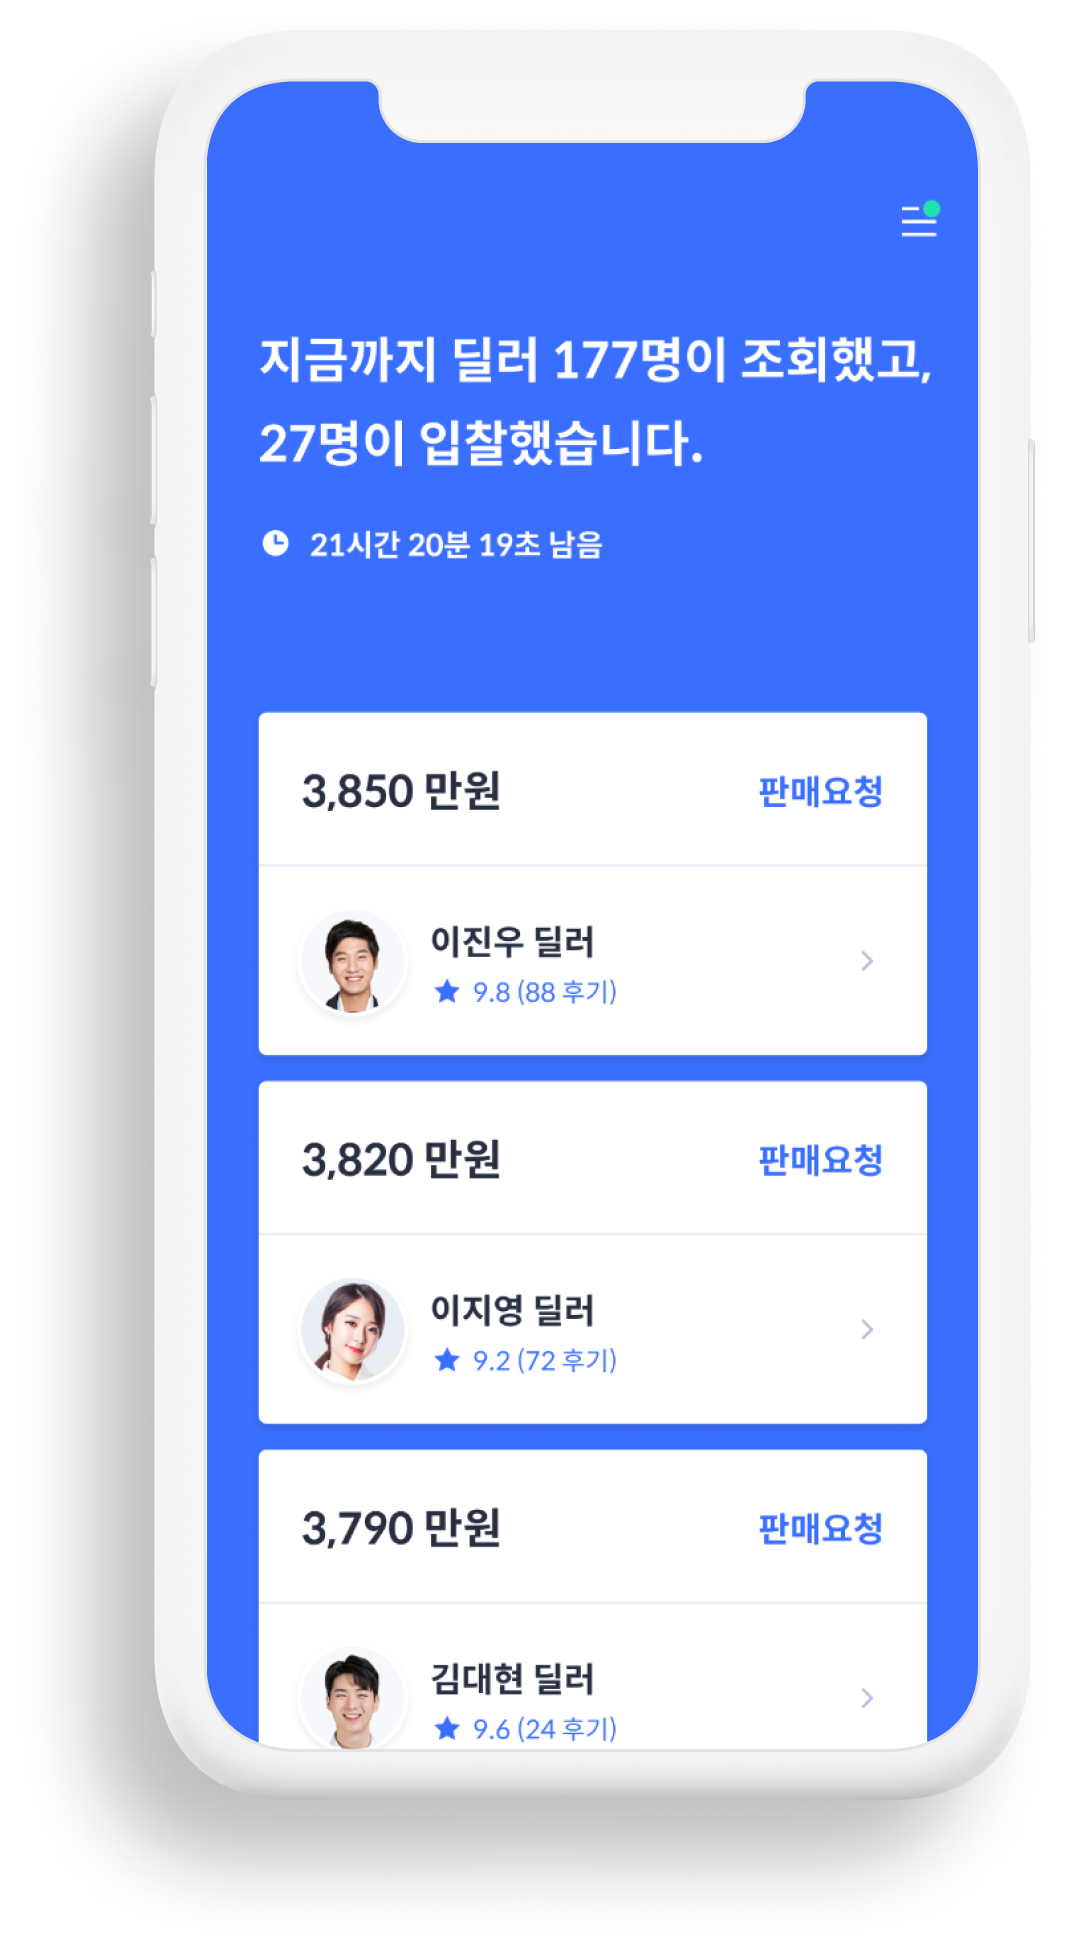 지금까지 딜러 177명이 조회했고,
27명이 입찰했습니다.
21시간 20분 19초 남음
3,850 만원
판매요청
이진우 딜러
9.8 (88 후기)
3,820 만원
판매요청
이지영 딜러
9.2 (72 후기)
3,790 만원
판매요청
김대현 딜러
9.6 (24 후기)